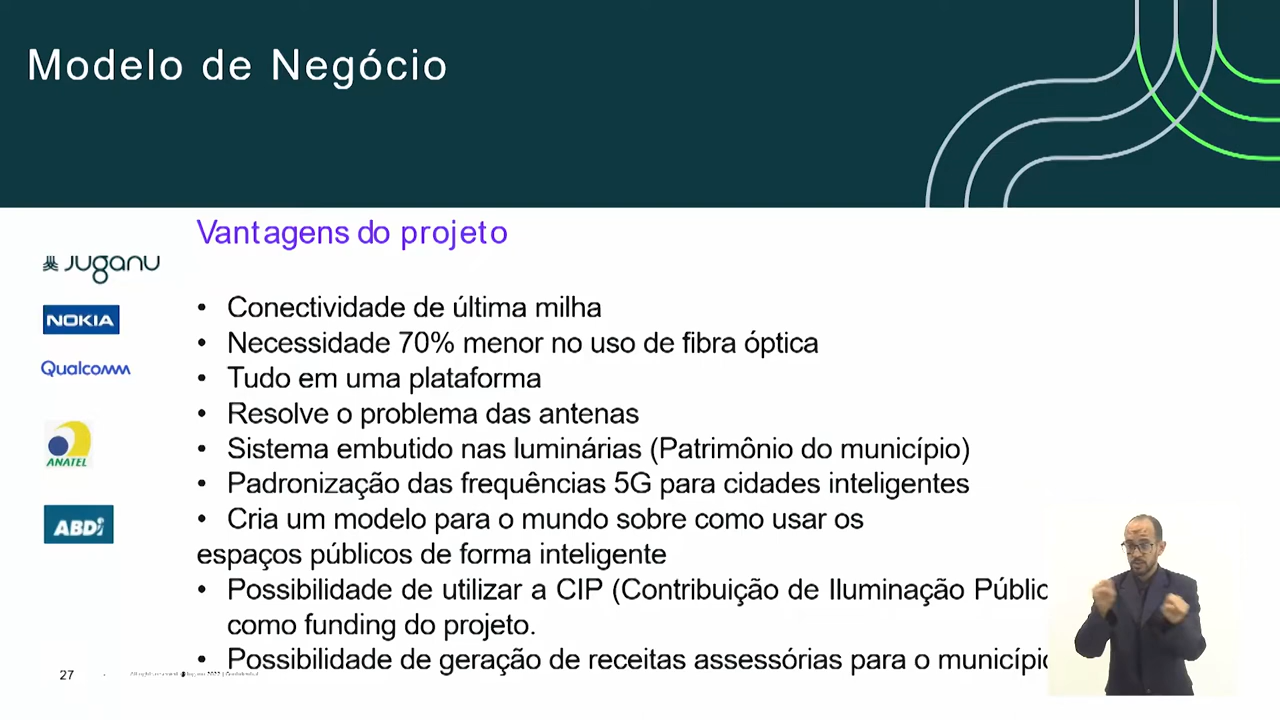 Modelo de Negócio
Vantagens do projeto
JUGANU
NOKIA
Qualcomm
ANATEL
ABDi
• Conectividade de última milha
• Necessidade 70% menor no uso de fibra óptica
• Tudo em uma plataforma
• Resolve o problema das antenas
• Sistema embutido nas luminárias (Patrimônio do município)
• Padronização das frequências 5G para cidades inteligentes
• Cria um modelo para o mundo sobre como usar os
espaços públicos de forma inteligente
• Possibilidade de utilizar a CIP (Contribuição de Iluminação Públic
como funding do projeto.
• Possibilidade de geração de receitas assessórias para o municípi
27